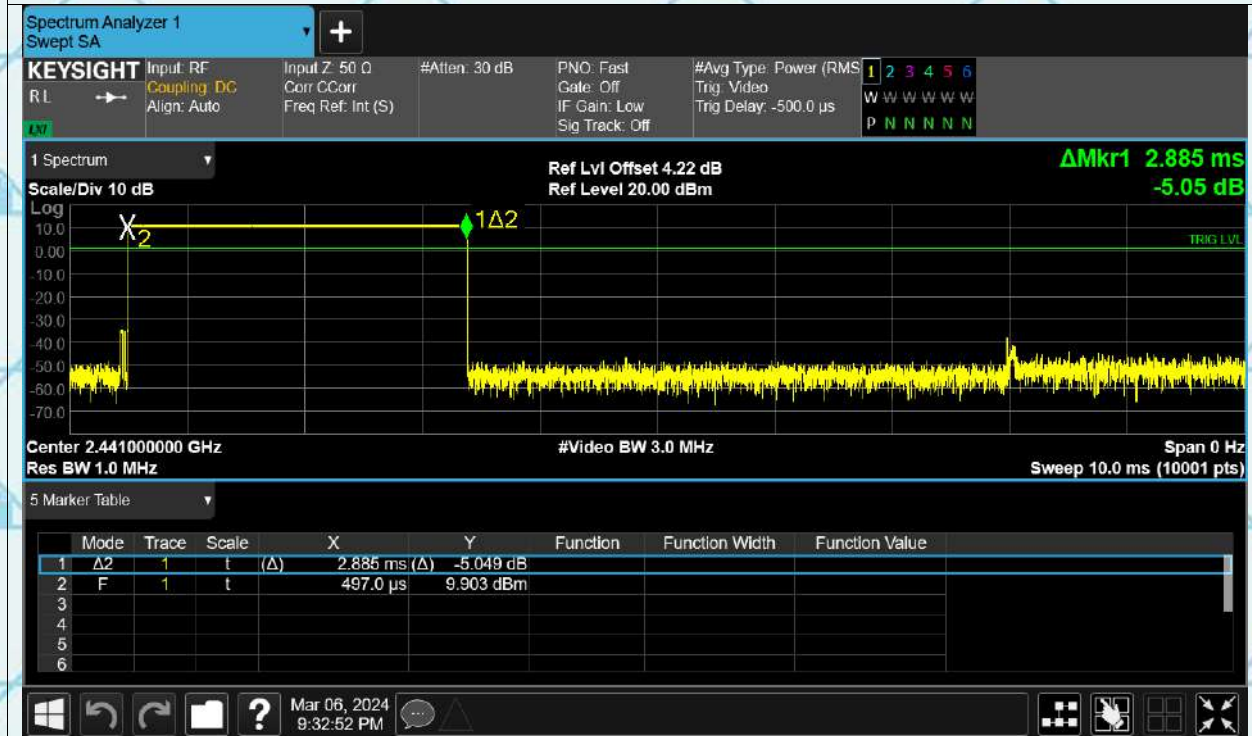 Spectrum Analyzer 1
Swept SA
+
KEYSIGHT Input: RF Input Z: 50 Ω #Atten: 30 dB PNO: Fast #Avg Type: Power (RMS 1 2 3 4 5 6
RL Coupling: DC Corr CCorr Gate: Off Trig: Video W W W W W W
Align: Auto Freq Ref: Int (S) IF Gain: Low Trig Delay: -500.0 µs P N N N N N
LXI Sig Track: Off
1 Spectrum Ref Lvl Offset 4.22 dB ΔMkr1 2.885 ms
Scale/Div 10 dB Ref Level 20.00 dBm -5.05 dB
Log
10.0
X2
1Δ2
TRIG LVL
0.00
-10.0
-20.0
-30.0
-40.0
-50.0
-60.0
-70.0
Center 2.441000000 GHz #Video BW 3.0 MHz Span 0 Hz
Res BW 1.0 MHz Sweep 10.0 ms (10001 pts)
5 Marker Table
Mode Trace Scale X Y Function Function Width Function Value
1 Δ2 1 t (Δ) 2.885 ms (Δ) -5.049 dB
2 F 1 t 497.0 µs 9.903 dBm
3
4
5
6
? Mar 06, 2024
9:32:52 PM